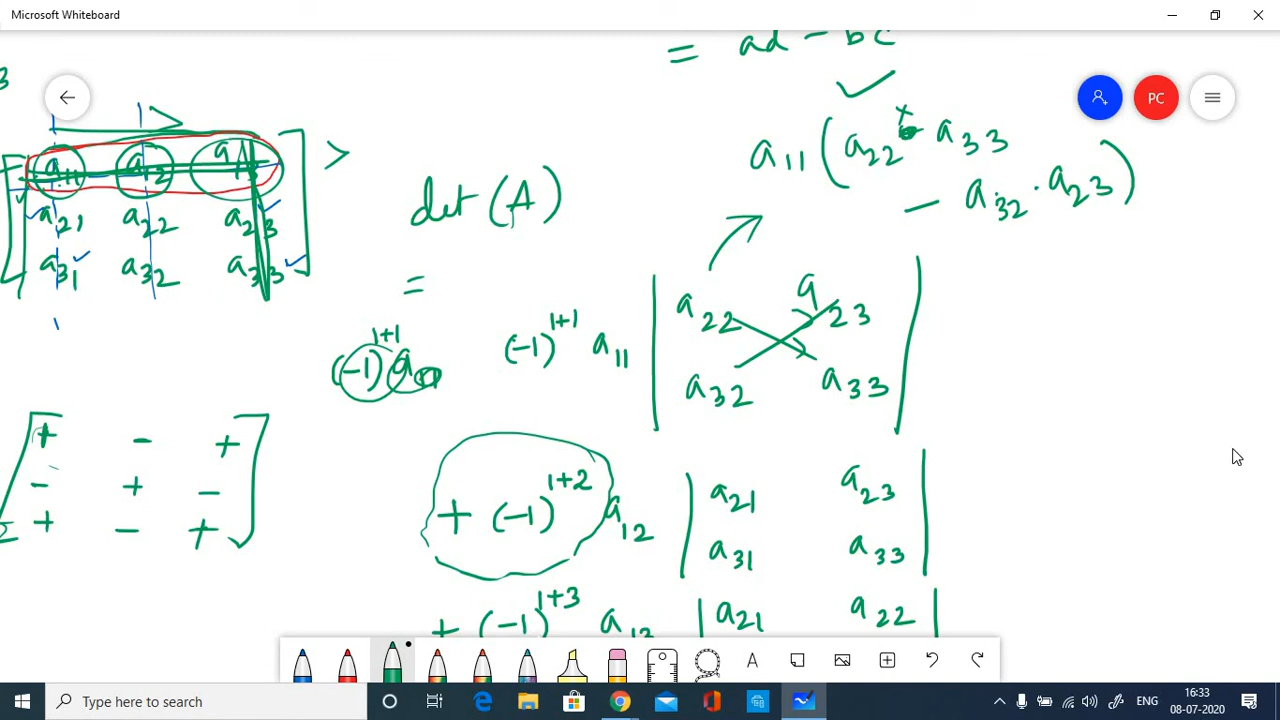 Microsoft Whiteboard
= ad - bc
3
PC
a11 (a22 × a33
- a32 . a23)
a11 a12
a21 a22 a23
a31 a32 a33
det (A)
=
(-1)^1+1 a11
(-1)^1+1 a11 | a22 a23
a32 a33 |
+ - +
- + -
+ - +
+ (-1)^1+2 a12 | a21 a23
a31 a33 |
+ (-1)^1+3 a13 | a21 a22 |
A
Type here to search
ENG
16:33
08-07-2020